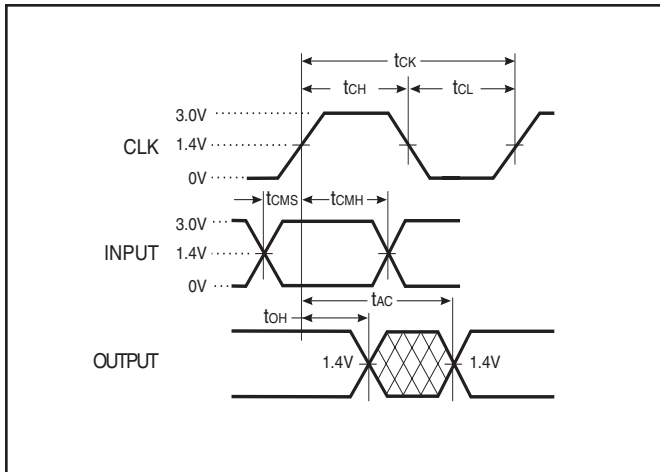 tCK
tCH tCL
3.0V
CLK 1.4V
0V
tCMS tCMH
3.0V
INPUT 1.4V
0V
tAC
tOH
OUTPUT 1.4V 1.4V